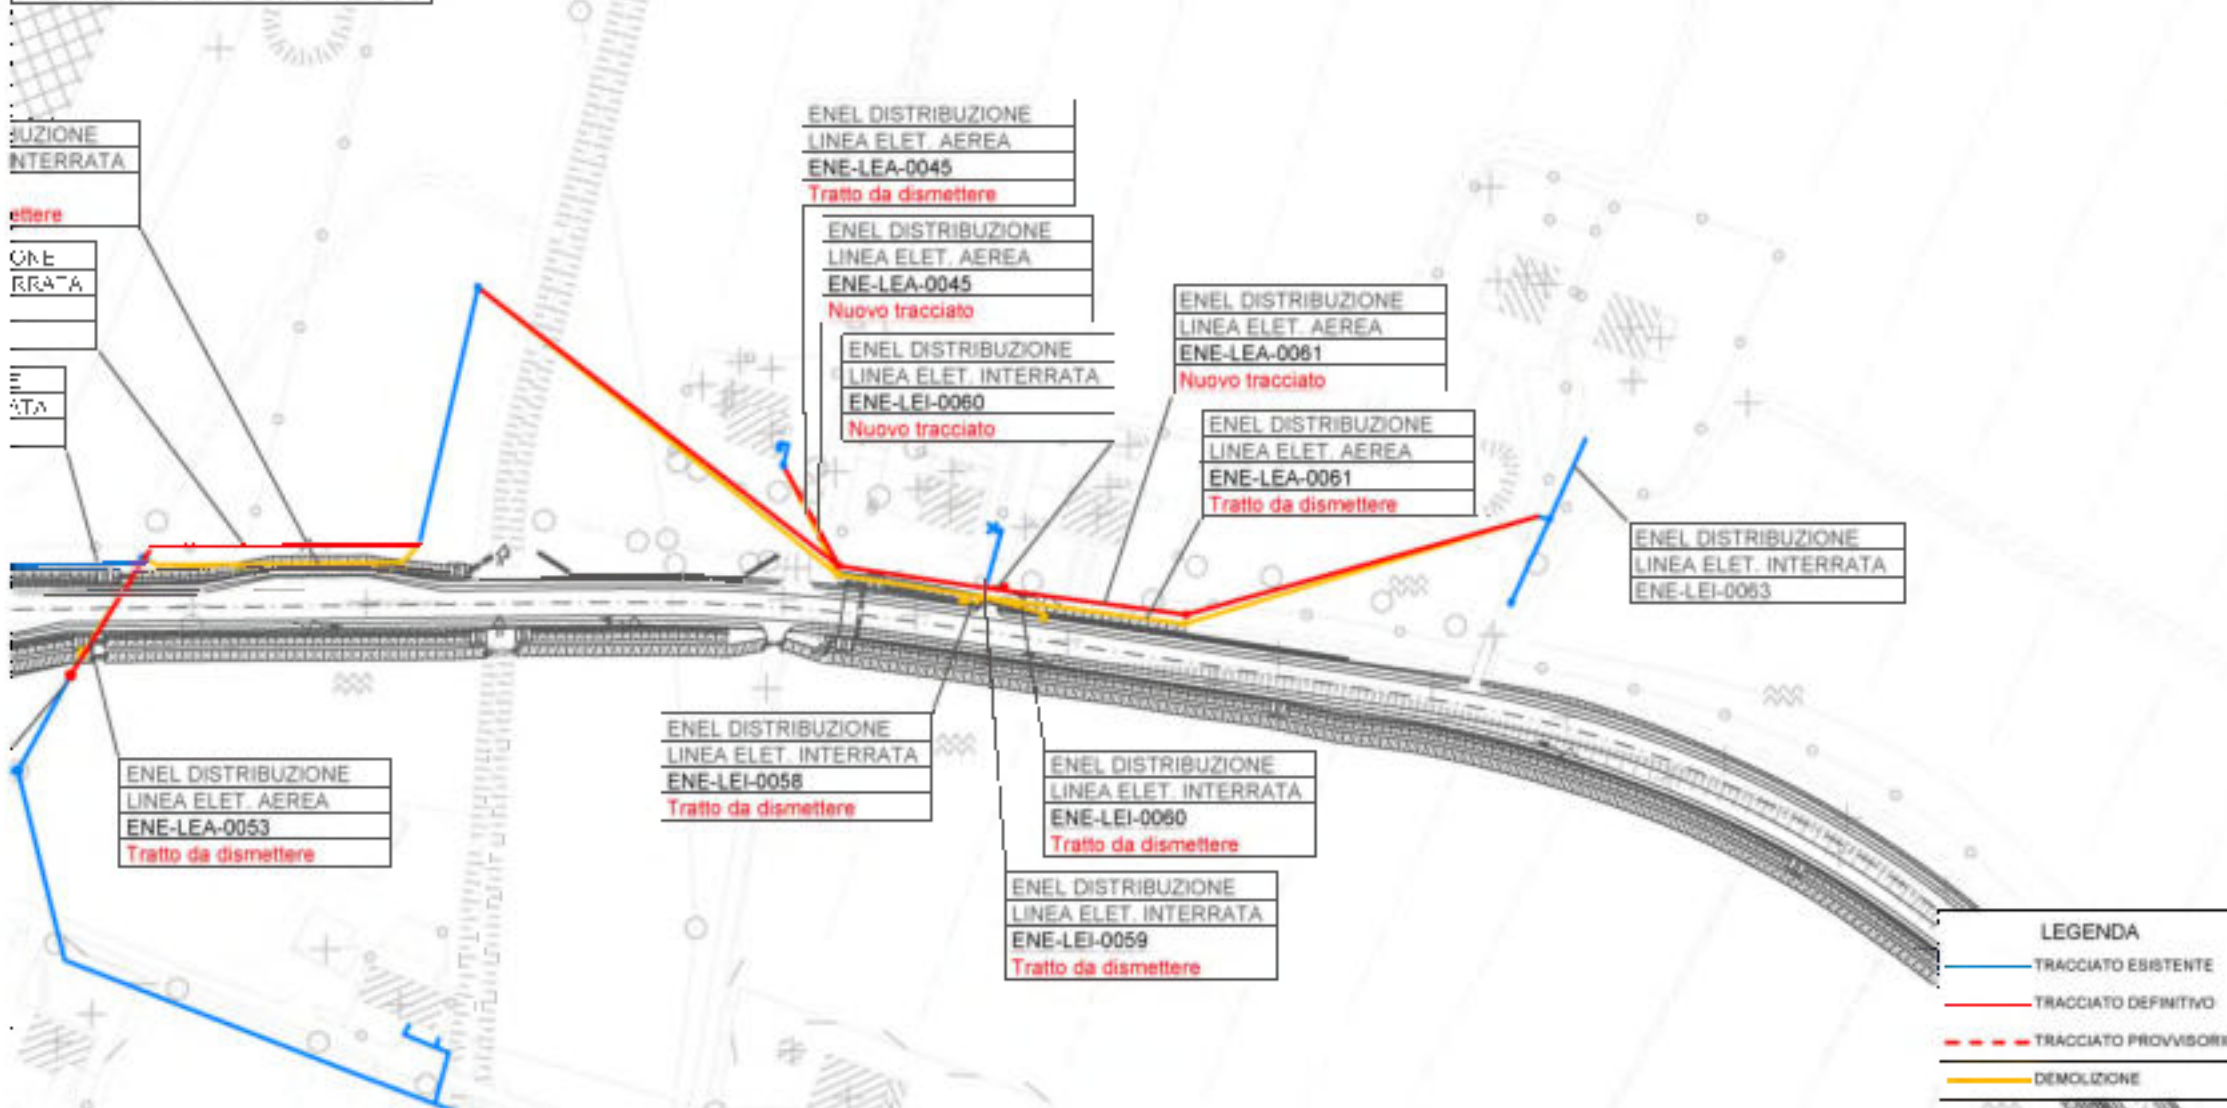 INTERRATA
ENEL DISTRIBUZIONE
LINEA ELET. AEREA
ENE-LEA-0045
Tratto da dismettere
ENEL DISTRIBUZIONE
LINEA ELET. AEREA
ENE-LEA-0045
Nuovo tracciato
ENEL DISTRIBUZIONE
LINEA ELET. INTERRATA
ENE-LEI-0060
Nuovo tracciato
ENEL DISTRIBUZIONE
LINEA ELET. AEREA
ENE-LEA-0061
Nuovo tracciato
ENEL DISTRIBUZIONE
LINEA ELET. AEREA
ENE-LEA-0061
Tratto da dismettere
ENEL DISTRIBUZIONE
LINEA ELET. INTERRATA
ENE-LEI-0063
ENEL DISTRIBUZIONE
LINEA ELET. AEREA
ENE-LEA-0053
Tratto da dismettere
ENEL DISTRIBUZIONE
LINEA ELET. INTERRATA
ENE-LEI-0058
Tratto da dismettere
ENEL DISTRIBUZIONE
LINEA ELET. INTERRATA
ENE-LEI-0060
Tratto da dismettere
ENEL DISTRIBUZIONE
LINEA ELET. INTERRATA
ENE-LEI-0059
Tratto da dismettere
LEGENDA
TRACCIATO ESISTENTE
TRACCIATO DEFINITIVO
TRACCIATO PROVVISORI
DEMOLIZIONE